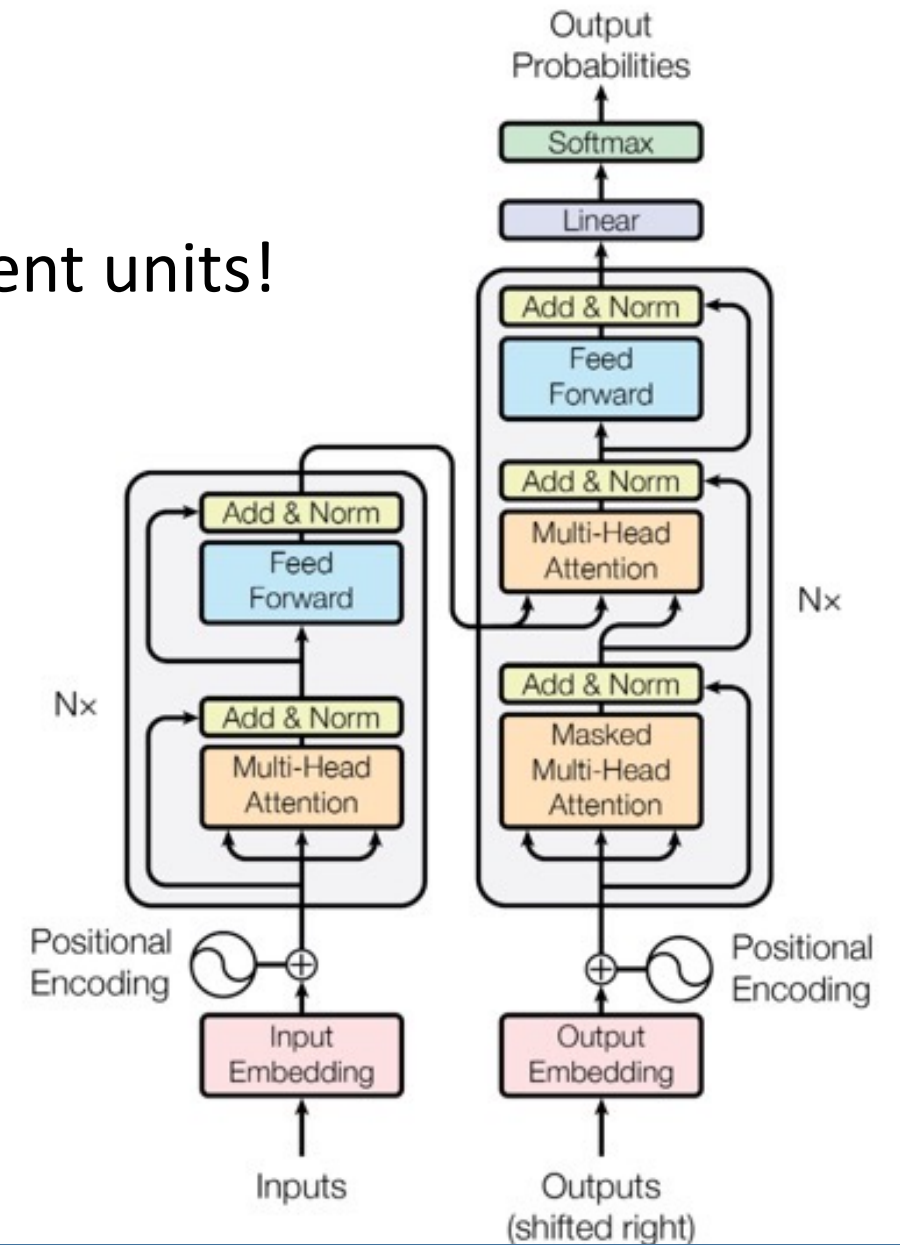 ent units!
Output
Probabilities
Softmax
Linear
Add & Norm
Feed
Forward
Add & Norm
Multi-Head
Attention
Nx
Add & Norm
Masked
Multi-Head
Attention
Add & Norm
Feed
Forward
Nx
Add & Norm
Multi-Head
Attention
Positional
Encoding
Positional
Encoding
Input
Embedding
Output
Embedding
Inputs
Outputs
(shifted right)